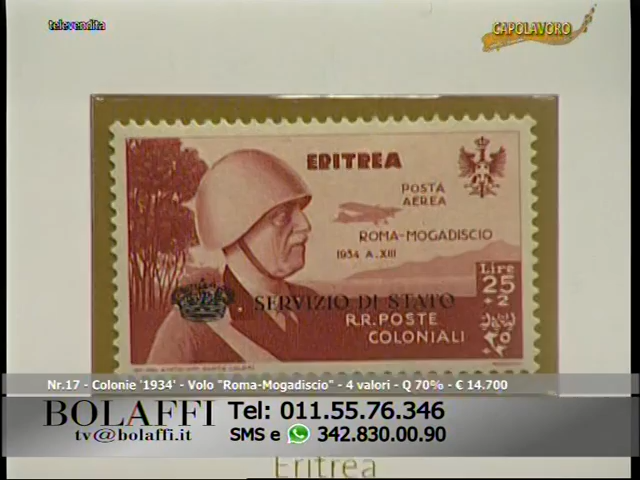 televendita
CAPOLAVORO
ERITREA
POSTA
AEREA
ROMA-MOGADISCIO
1934 A.XIII
Lire
25
+2
SERVIZIO DI STATO
R.R. POSTE
COLONIALI
Nr.17 - Colonie '1934' - Volo "Roma-Mogadiscio" - 4 valori - Q 70% - € 14.700
BOLAFFI
tv@bolaffi.it
Tel: 011.55.76.346
SMS e 342.830.00.90
Eritrea